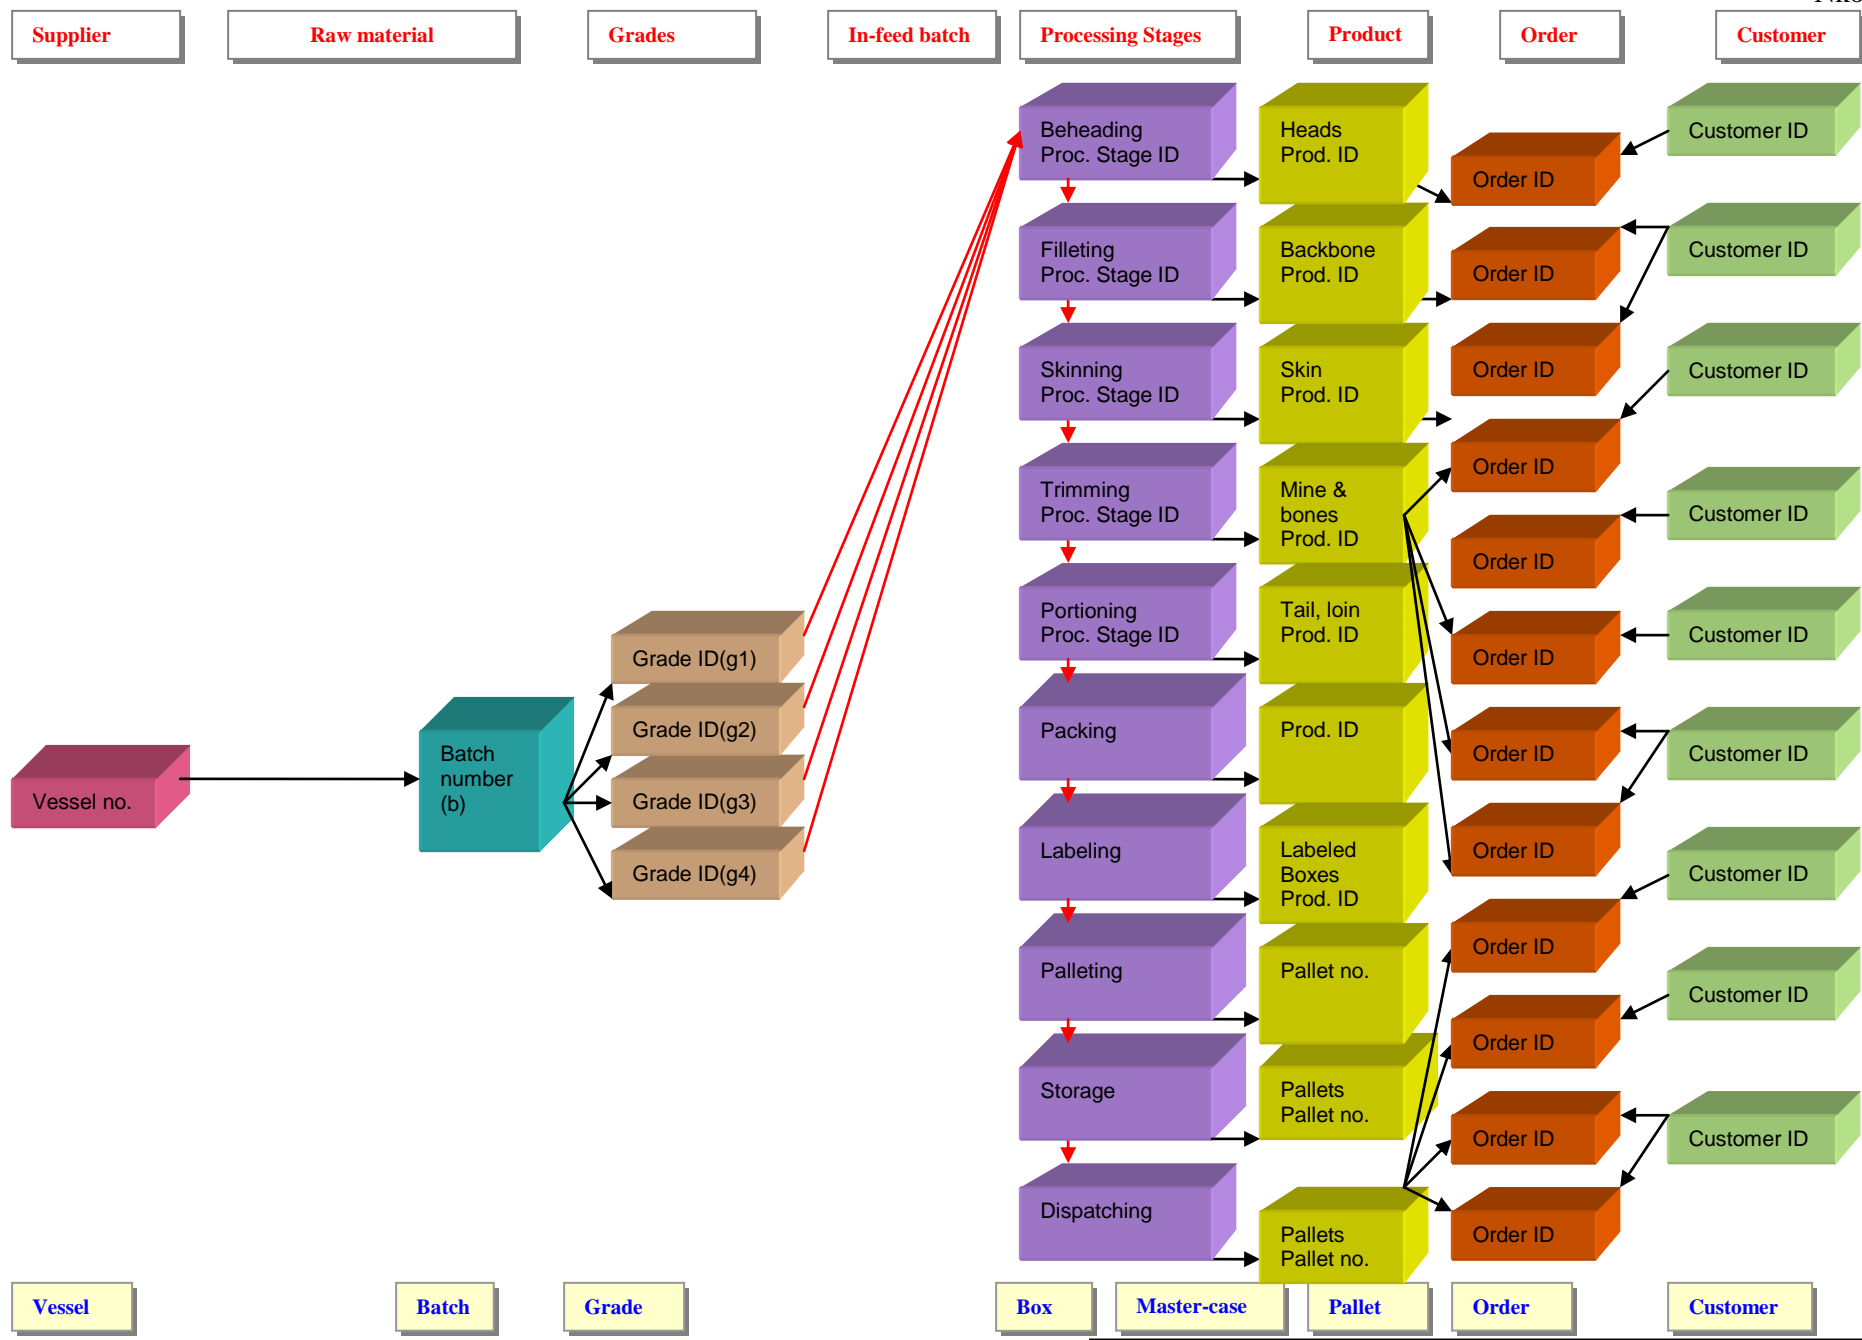 Supplier
Raw material
Grades
In-feed batch
Processing Stages
Product
Order
Customer
Beheading
Proc. Stage ID
Filleting
Proc. Stage ID
Skinning
Proc. Stage ID
Trimming
Proc. Stage ID
Portioning
Proc. Stage ID
Packing
Labeling
Palleting
Storage
Dispatching
Heads
Prod. ID
Backbone
Prod. ID
Skin
Prod. ID
Mine &
bones
Prod. ID
Tail, loin
Prod. ID
Prod. ID
Labeled
Boxes
Prod. ID
Pallet no.
Pallets
Pallet no.
Pallets
Pallet no.
Order ID
Order ID
Order ID
Order ID
Order ID
Order ID
Order ID
Order ID
Order ID
Order ID
Order ID
Order ID
Customer ID
Customer ID
Customer ID
Customer ID
Customer ID
Customer ID
Customer ID
Customer ID
Customer ID
Vessel no.
Batch
number
(b)
Grade ID(g1)
Grade ID(g2)
Grade ID(g3)
Grade ID(g4)
Vessel
Batch
Grade
Box
Master-case
Pallet
Order
Customer